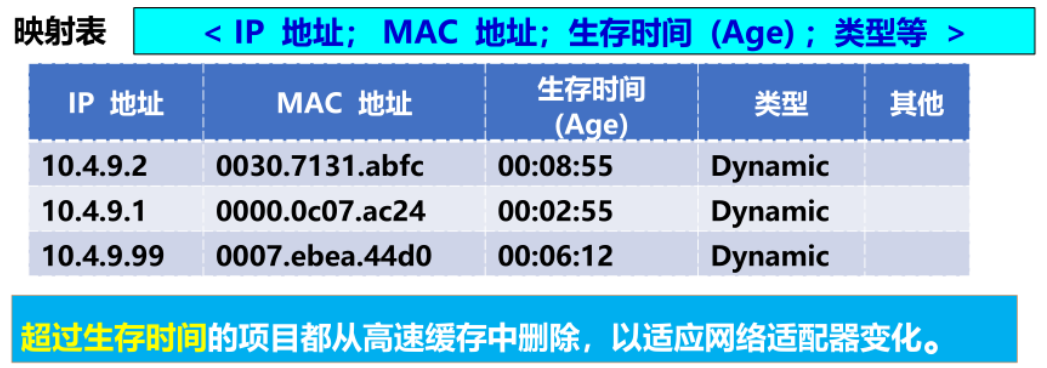 映射表 < IP 地址； MAC 地址；生存时间 (Age)；类型等 >
IP 地址 MAC 地址 生存时间 (Age) 类型 其他
10.4.9.2 0030.7131.abfc 00:08:55 Dynamic
10.4.9.1 0000.0c07.ac24 00:02:55 Dynamic
10.4.9.99 0007.ebea.44d0 00:06:12 Dynamic
超过生存时间的项目都从高速缓存中删除，以适应网络适配器变化。